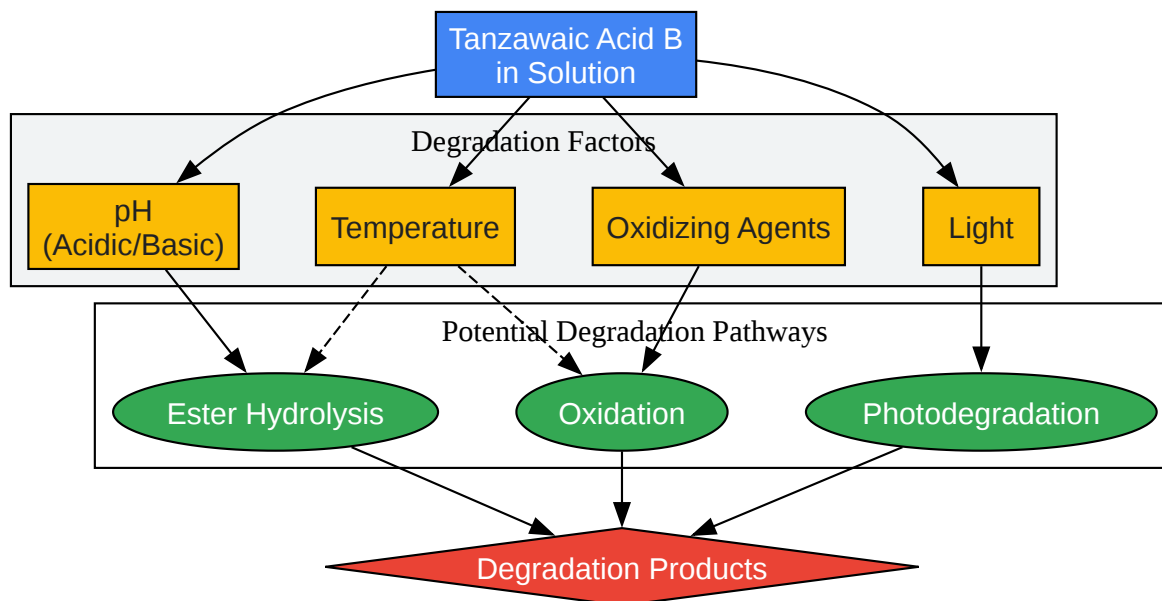 Tanzawaic Acid B
in Solution
Degradation Factors
pH
(Acidic/Basic)
Temperature
Oxidizing Agents
Light
Potential Degradation Pathways
Ester Hydrolysis
Oxidation
Photodegradation
Degradation Products